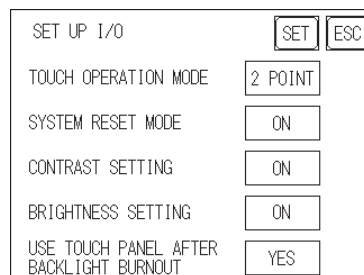 SET UP I/O SET ESC
TOUCH OPERATION MODE 2 POINT
SYSTEM RESET MODE ON
CONTRAST SETTING ON
BRIGHTNESS SETTING ON
USE TOUCH PANEL AFTER
BACKLIGHT BURNOUT YES